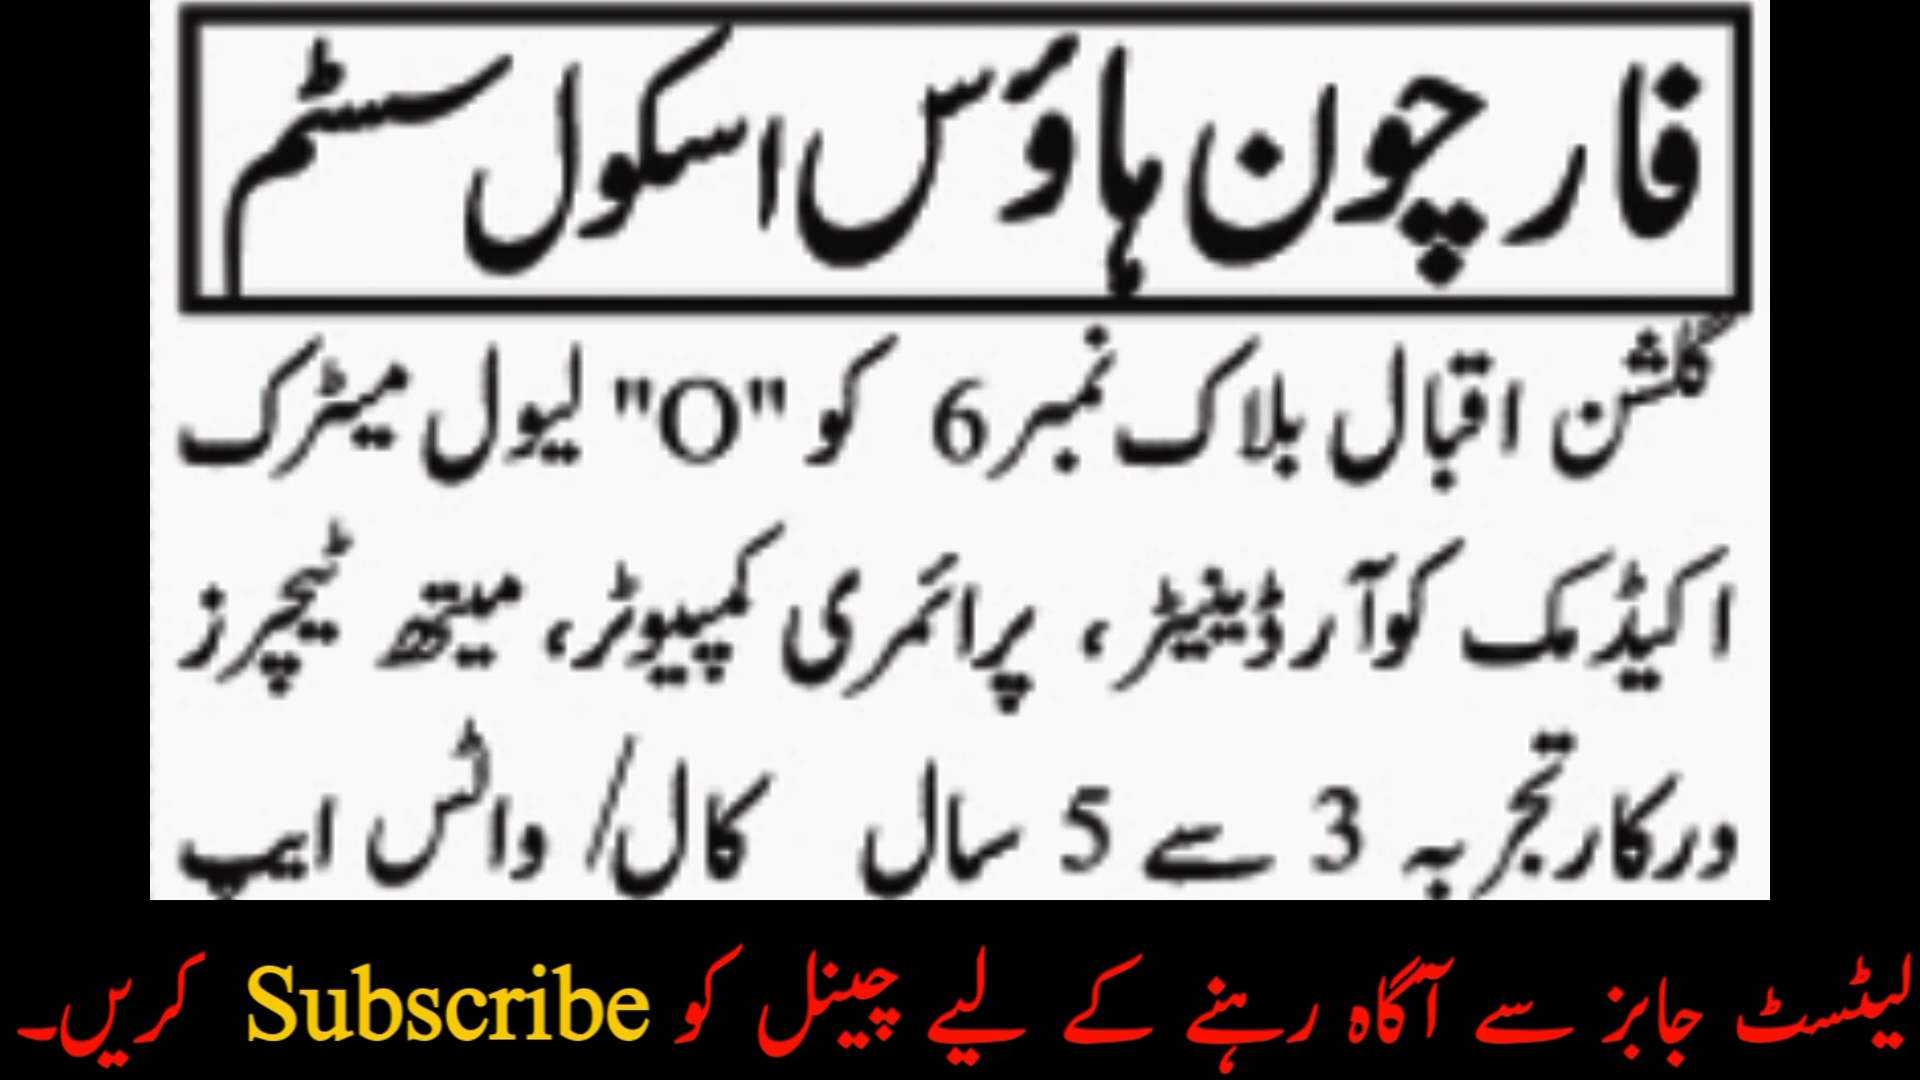 فارچون ہاؤس اسکول سسٹم
گلشن اقبال بلاک نمبر 6 کو "O" لیول میٹرک
اکیڈمک کوآرڈینیٹر، پرائمری کمپیوٹر، میتھ ٹیچرز
درکار تجربہ 3 سے 5 سال کال/ واٹس ایپ
لیٹسٹ جابز سے آگاہ رہنے کے لیے چینل کو Subscribe کریں۔